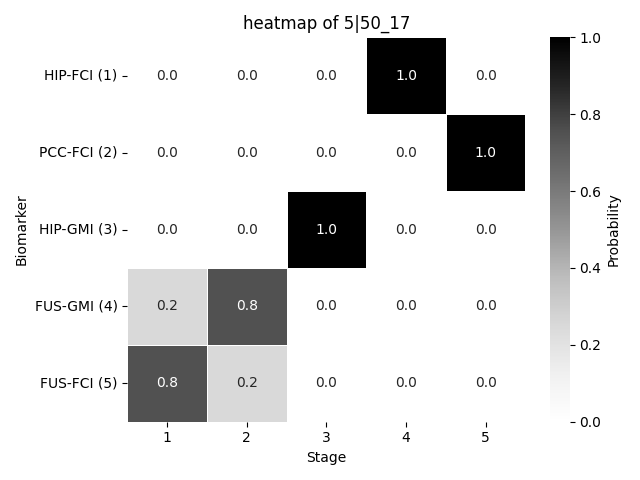 heatmap of 5|50_17
HIP-FCI (1) 0.0 0.0 0.0 1.0 0.0
PCC-FCI (2) 0.0 0.0 0.0 0.0 1.0
HIP-GMI (3) 0.0 0.0 1.0 0.0 0.0
FUS-GMI (4) 0.2 0.8 0.0 0.0 0.0
FUS-FCI (5) 0.8 0.2 0.0 0.0 0.0
1 2 3 4 5
Stage
Biomarker
1.0
0.8
0.6
0.4
0.2
0.0
Probability